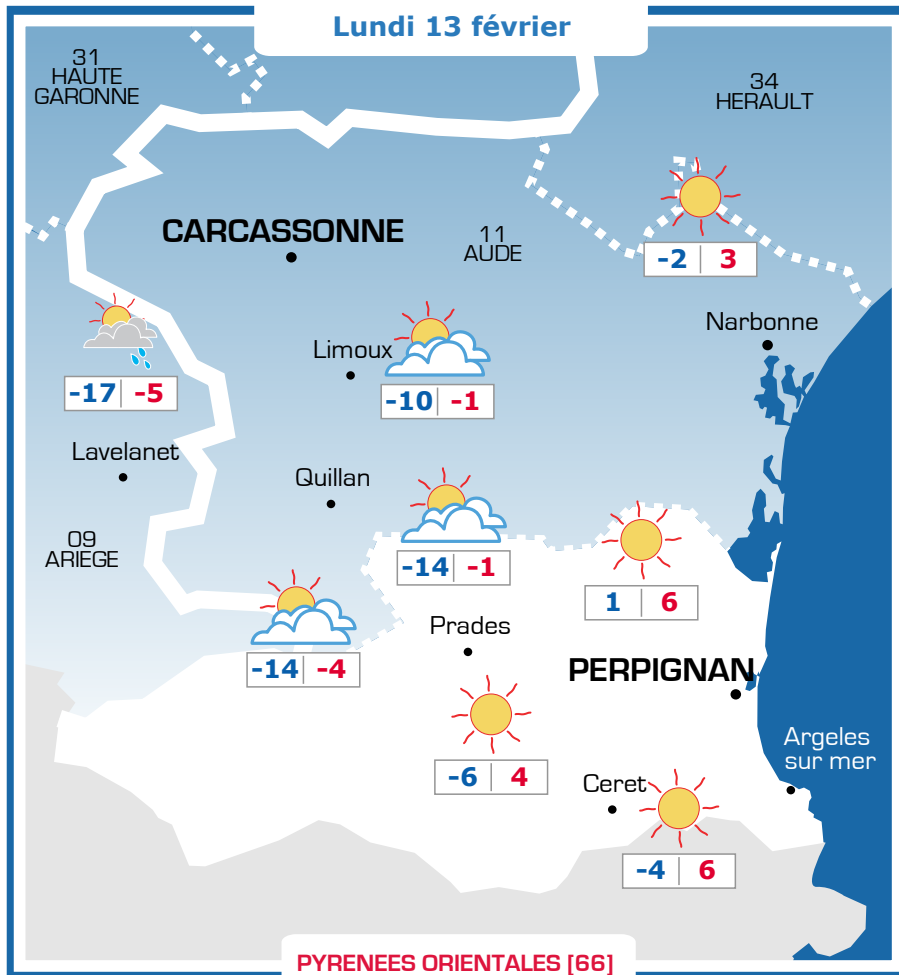 Lundi 13 février
31
HAUTE
GARONNE
34
HERAULT
CARCASSONNE
11
AUDE
-2 3
Narbonne
Limoux
-17 -5
-10 -1
Lavelanet
Quillan
09
ARIEGE
-14 -1
1 6
Prades
-14 -4
PERPIGNAN
Argeles
sur mer
-6 4
Ceret
-4 6
PYRENEES ORIENTALES [66]